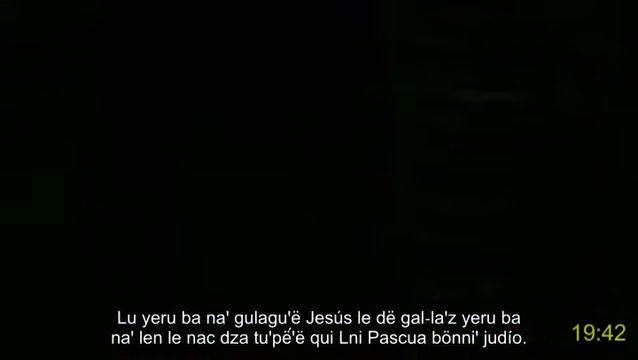 Lu yeru ba na' gulagu'ë Jesús le dë gal-la'z yeru ba
na' len le nac dza tu'pë́'ë qui Lni Pascua bönni' judío.
19:42